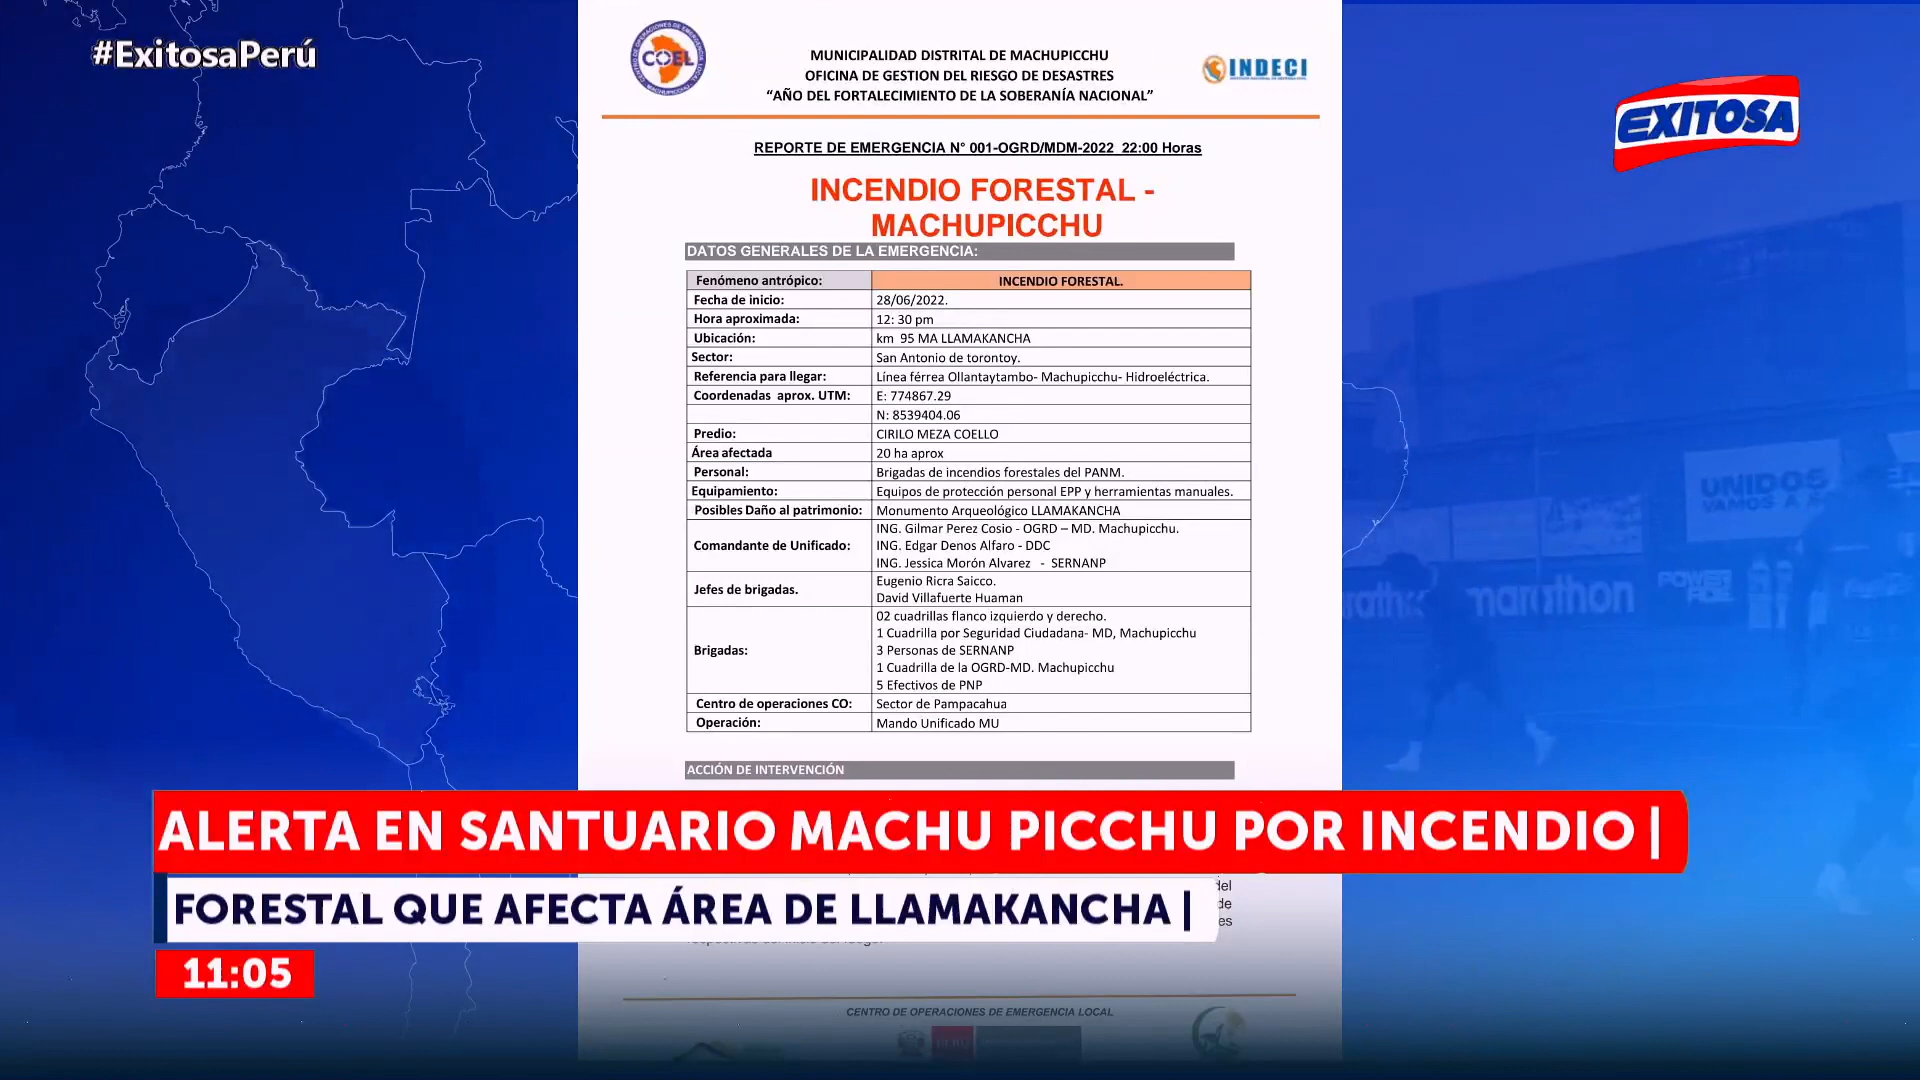 #ExitosaPerú
COEL
MUNICIPALIDAD DISTRITAL DE MACHUPICCHU
OFICINA DE GESTION DEL RIESGO DE DESASTRES
“AÑO DEL FORTALECIMIENTO DE LA SOBERANÍA NACIONAL”
INDECI
EXITOSA
REPORTE DE EMERGENCIA N° 001-OGRD/MDM-2022 22:00 Horas
INCENDIO FORESTAL -
MACHUPICCHU
DATOS GENERALES DE LA EMERGENCIA:
Fenómeno antrópico: INCENDIO FORESTAL.
Fecha de inicio: 28/06/2022.
Hora aproximada: 12: 30 pm
Ubicación: km 95 MA LLAMAKANCHA
Sector: San Antonio de torontoy.
Referencia para llegar: Línea férrea Ollantaytambo- Machupicchu- Hidroeléctrica.
Coordenadas aprox. UTM: E: 774867.29
N: 8539404.06
Predio: CIRILO MEZA COELLO
Área afectada 20 ha aprox
Personal: Brigadas de incendios forestales del PANM.
Equipamiento: Equipos de protección personal EPP y herramientas manuales.
Posibles Daño al patrimonio: Monumento Arqueológico LLAMAKANCHA
Comandante de Unificado: ING. Gilmar Perez Cosio - OGRD – MD. Machupicchu.
ING. Edgar Denos Alfaro - DDC
ING. Jessica Morón Alvarez - SERNANP
Jefes de brigadas. Eugenio Ricra Saicco.
David Villafuerte Huaman
Brigadas: 02 cuadrillas flanco izquierdo y derecho.
1 Cuadrilla por Seguridad Ciudadana- MD, Machupicchu
3 Personas de SERNANP
1 Cuadrilla de la OGRD-MD. Machupicchu
5 Efectivos de PNP
Centro de operaciones CO: Sector de Pampacahua
Operación: Mando Unificado MU
ACCIÓN DE INTERVENCIÓN
UNIDOS
VAMOS A
marathon
ALERTA EN SANTUARIO MACHU PICCHU POR INCENDIO |
FORESTAL QUE AFECTA ÁREA DE LLAMAKANCHA |
del
de
es
11:05
CENTRO DE OPERACIONES DE EMERGENCIA LOCAL